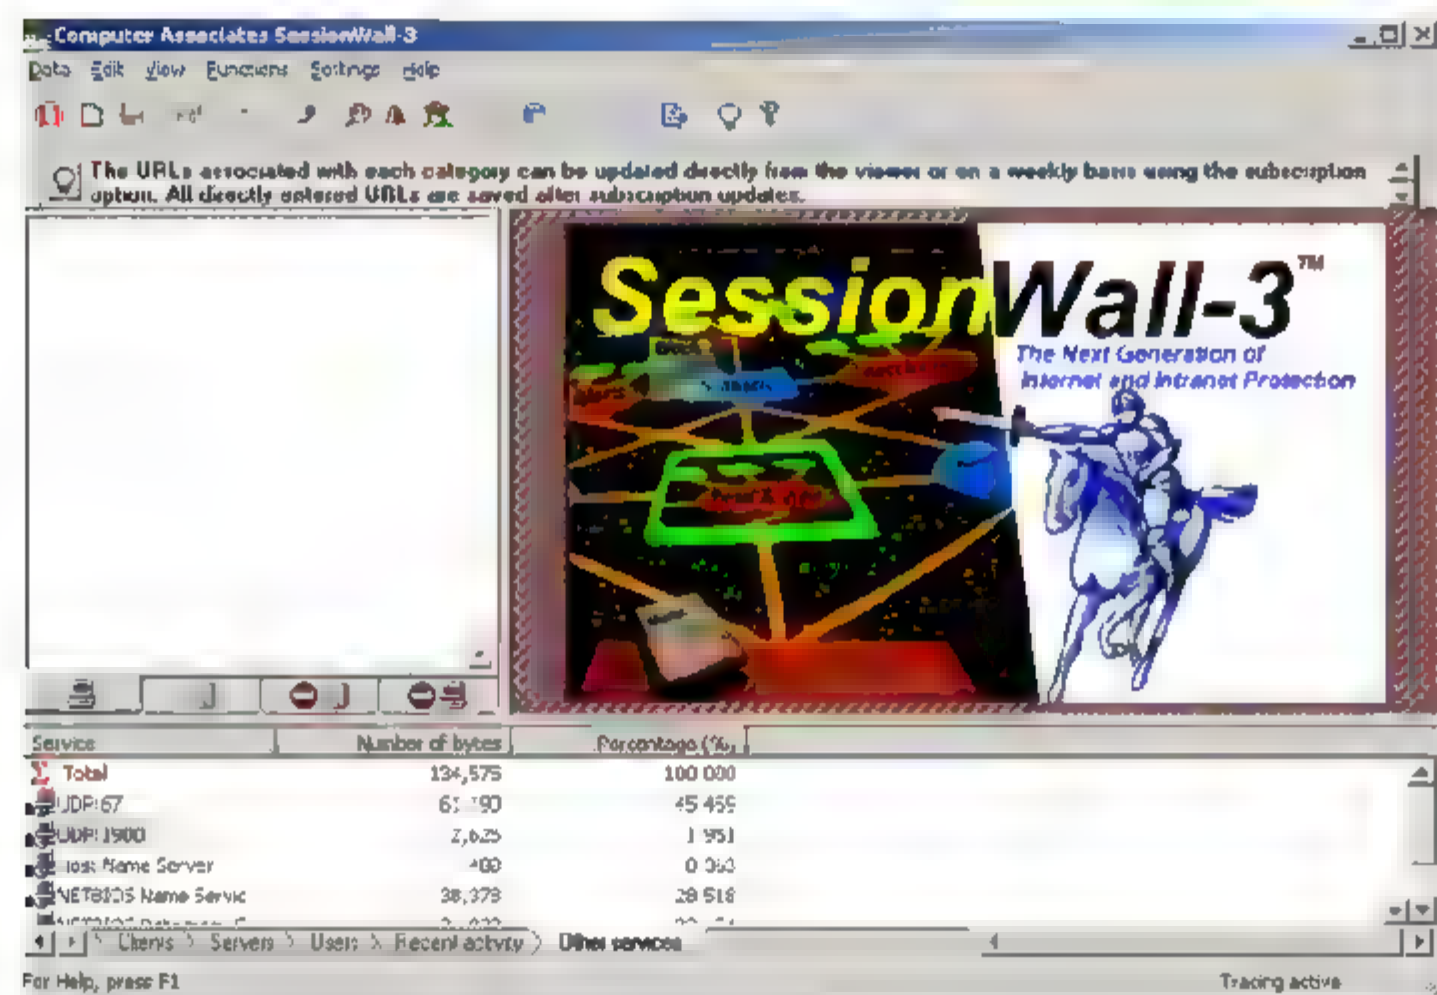 Computer Associates SessionWall-3
Data Edit View Functions Settings Help
The URLs associated with each category can be updated directly from the viewer or on a weekly basis using the subscription
option. All directly entered URLs are saved after subscription updates.
SessionWall-3™
The Next Generation of
Internet and Intranet Protection
Service Number of bytes Percentage (%)
Total 134,575 100.000
UDP:67 45.469
UDP:1900 2,625 1.951
Host Name Server
NETBIOS Name Servic 38,378 28.518
Clients Servers Users Recent activity Other services
For Help, press F1 Tracing active